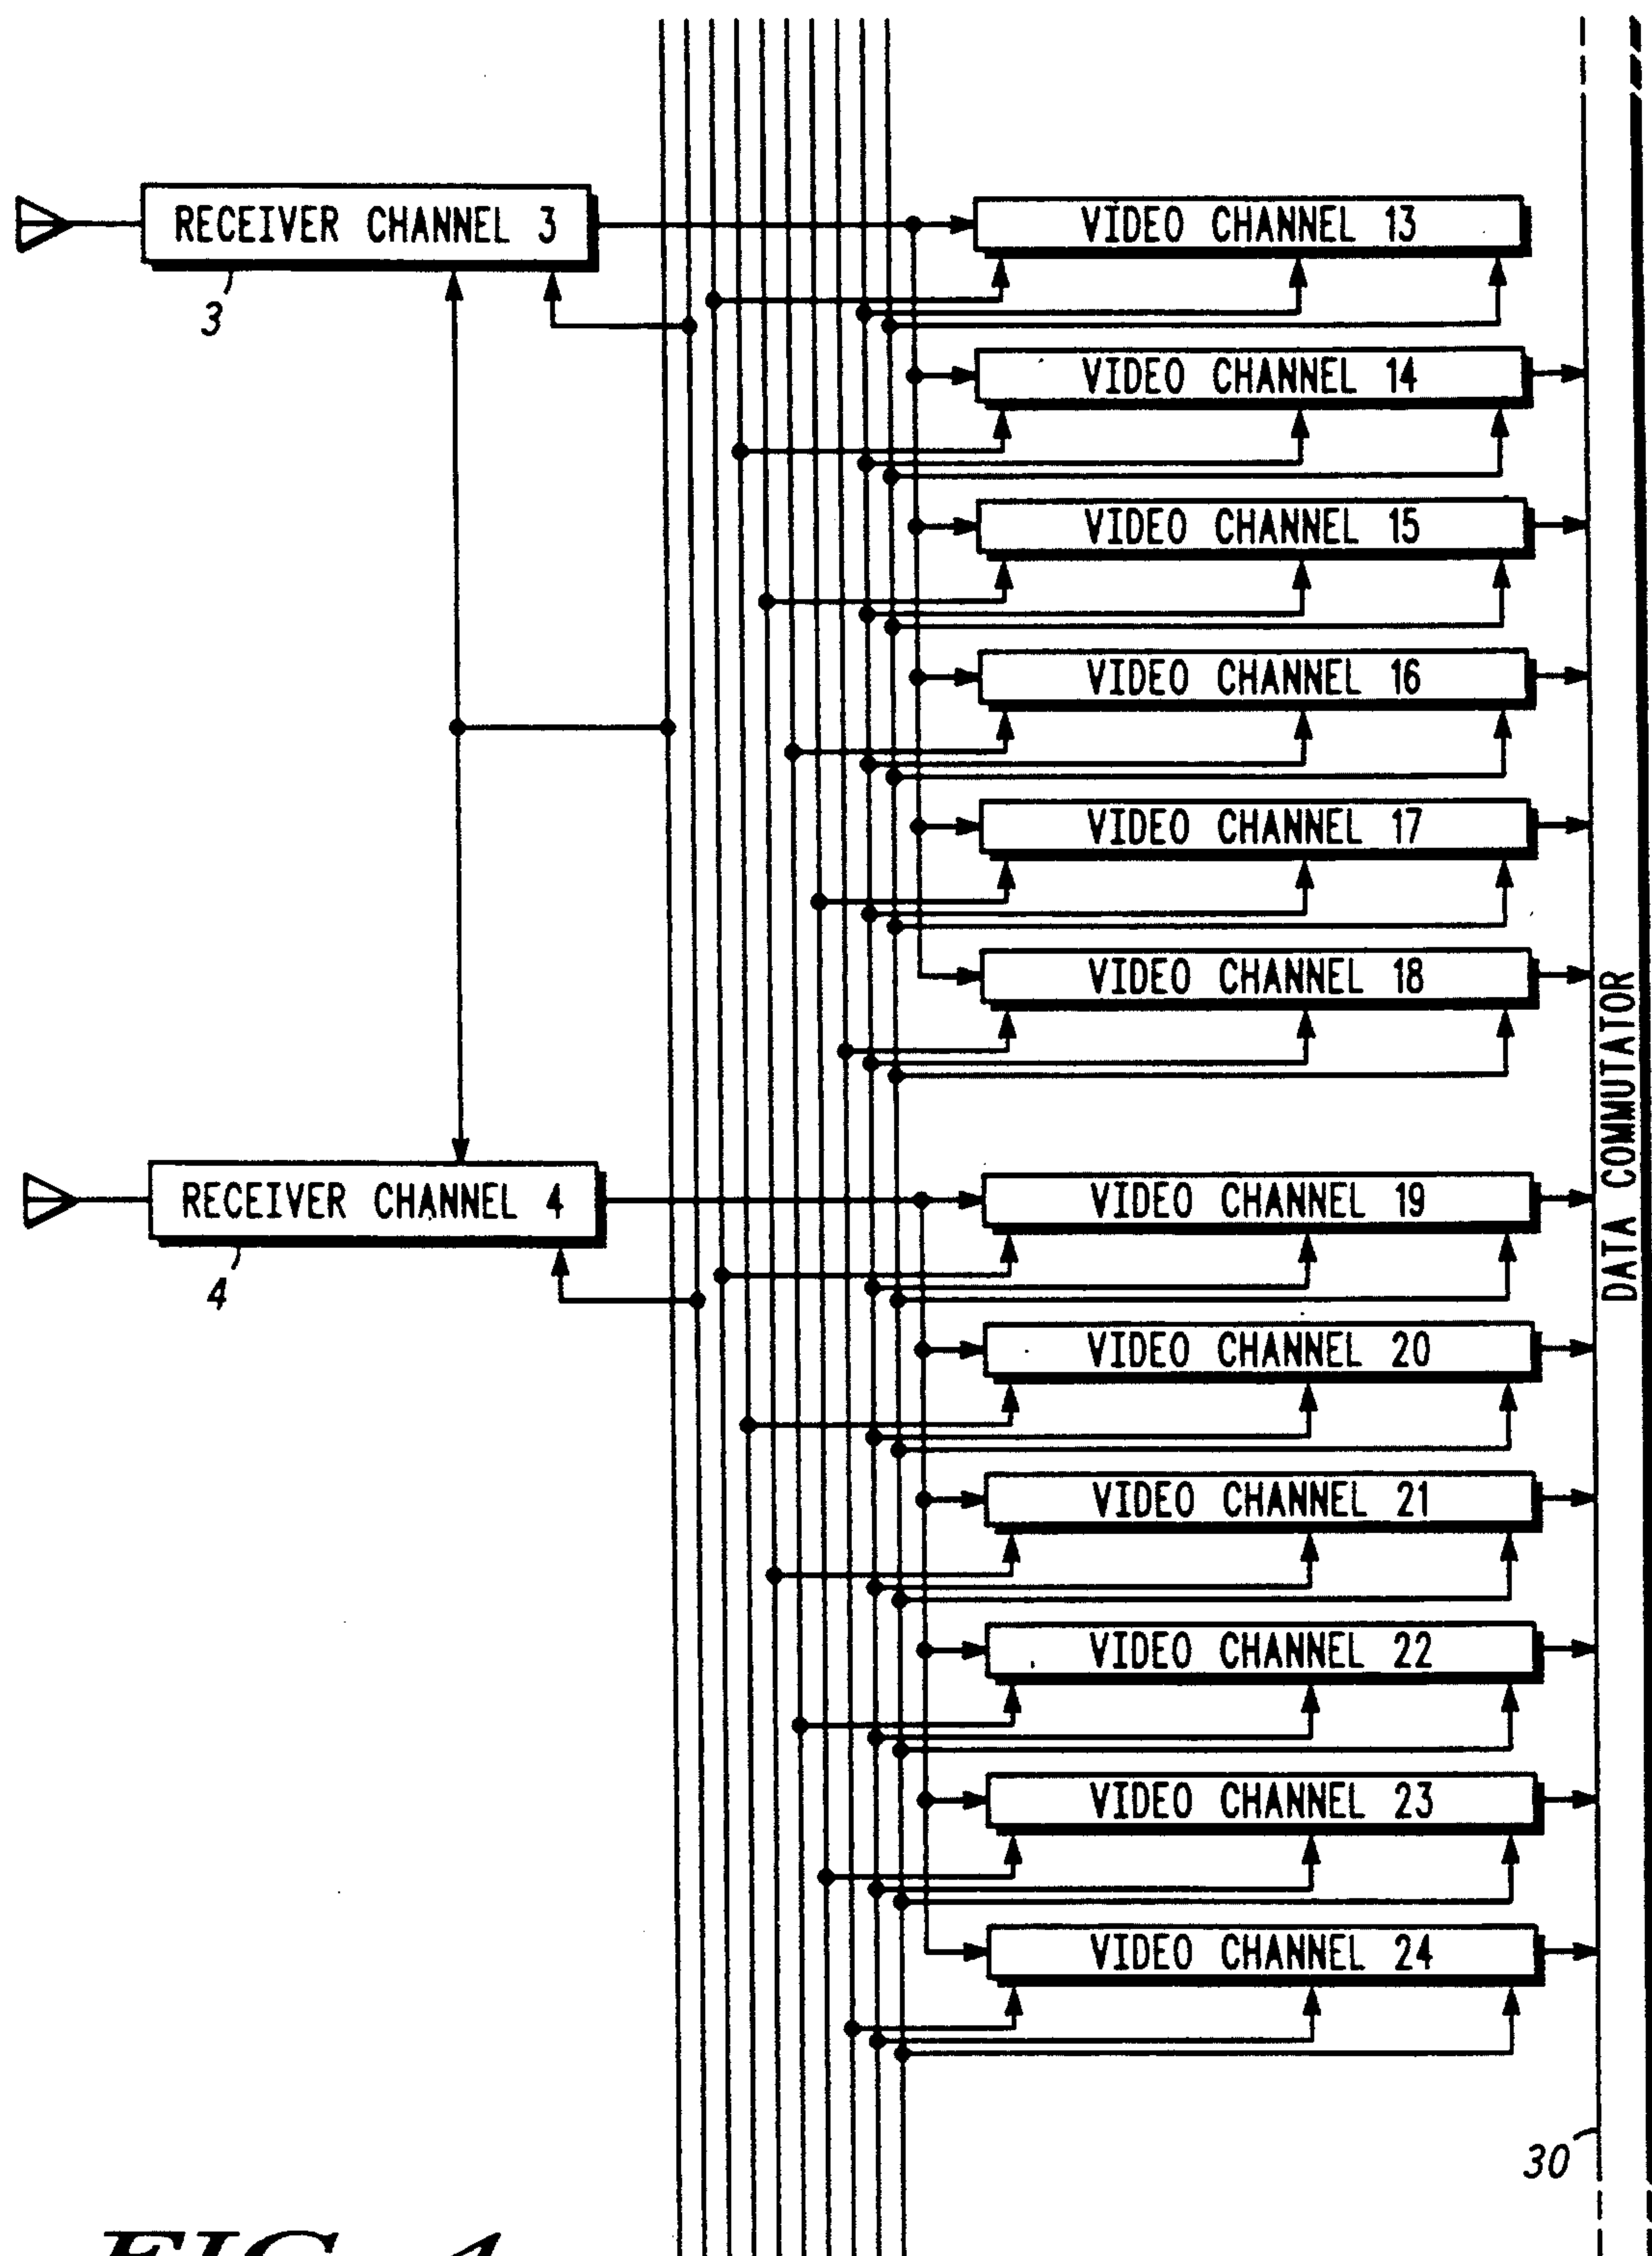 RECEIVER CHANNEL 3
3
VIDEO CHANNEL 13
VIDEO CHANNEL 14
VIDEO CHANNEL 15
VIDEO CHANNEL 16
VIDEO CHANNEL 17
VIDEO CHANNEL 18
DATA COMMUTATOR
RECEIVER CHANNEL 4
4
VIDEO CHANNEL 19
VIDEO CHANNEL 20
VIDEO CHANNEL 21
VIDEO CHANNEL 22
VIDEO CHANNEL 23
VIDEO CHANNEL 24
30